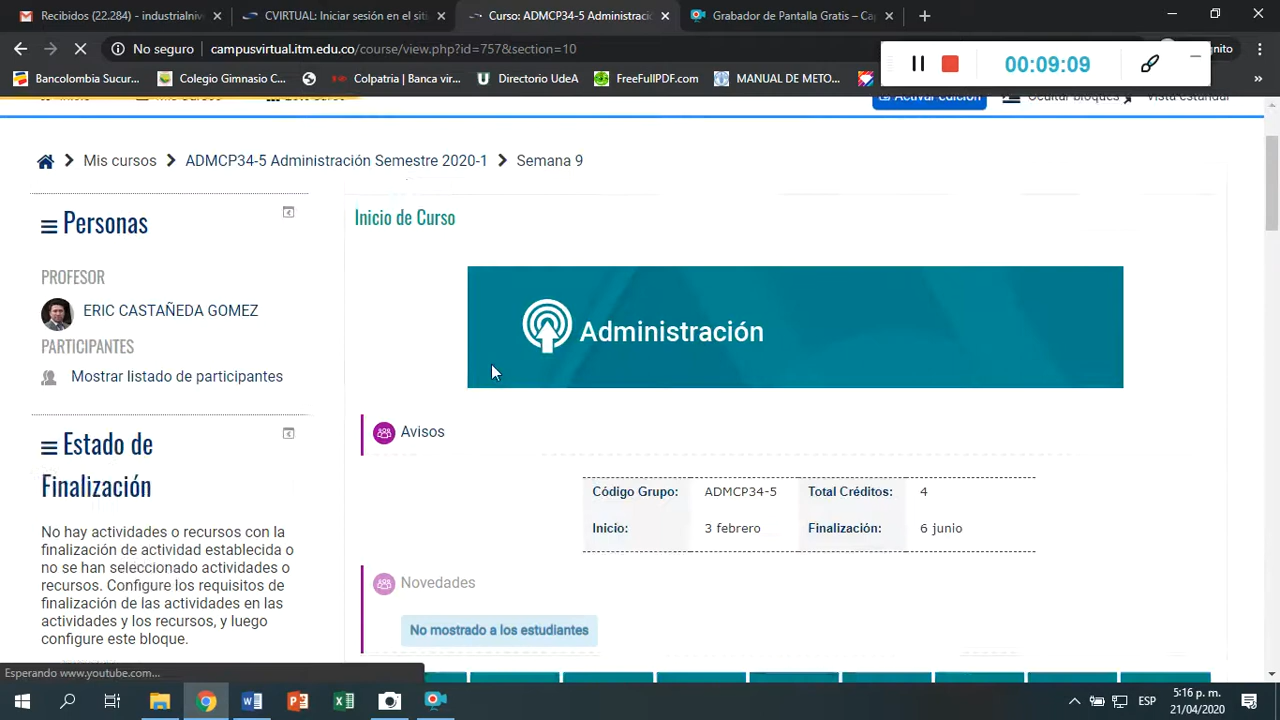 Recibidos (22.284) - industrialniv
CVIRTUAL: Iniciar sesión en el siti
Curso: ADMCP34-5 Administraci
Grabador de Pantalla Gratis – Ca
No seguro
campusvirtual.itm.edu.co/course/view.php?id=757&section=10
00:09:09
Bancolombia Sucur...
Colegio Gimnasio C...
Colpatria | Banca vir...
Directorio UdeA
FreeFullPDF.com
MANUAL DE METO...
Activar edición
Ocultar bloques
Vista estándar
Mis cursos
ADMCP34-5 Administración Semestre 2020-1
Semana 9
Personas
PROFESOR
ERIC CASTAÑEDA GOMEZ
PARTICIPANTES
Mostrar listado de participantes
Estado de
Finalización
No hay actividades o recursos con la
finalización de actividad establecida o
no se han seleccionado actividades o
recursos. Configure los requisitos de
finalización de las actividades en las
actividades y los recursos, y luego
configure este bloque.
Inicio de Curso
Administración
Avisos
Código Grupo: ADMCP34-5 Total Créditos: 4
Inicio: 3 febrero Finalización: 6 junio
Novedades
No mostrado a los estudiantes
Esperando www.youtube.com...
ESP
5:16 p. m.
21/04/2020